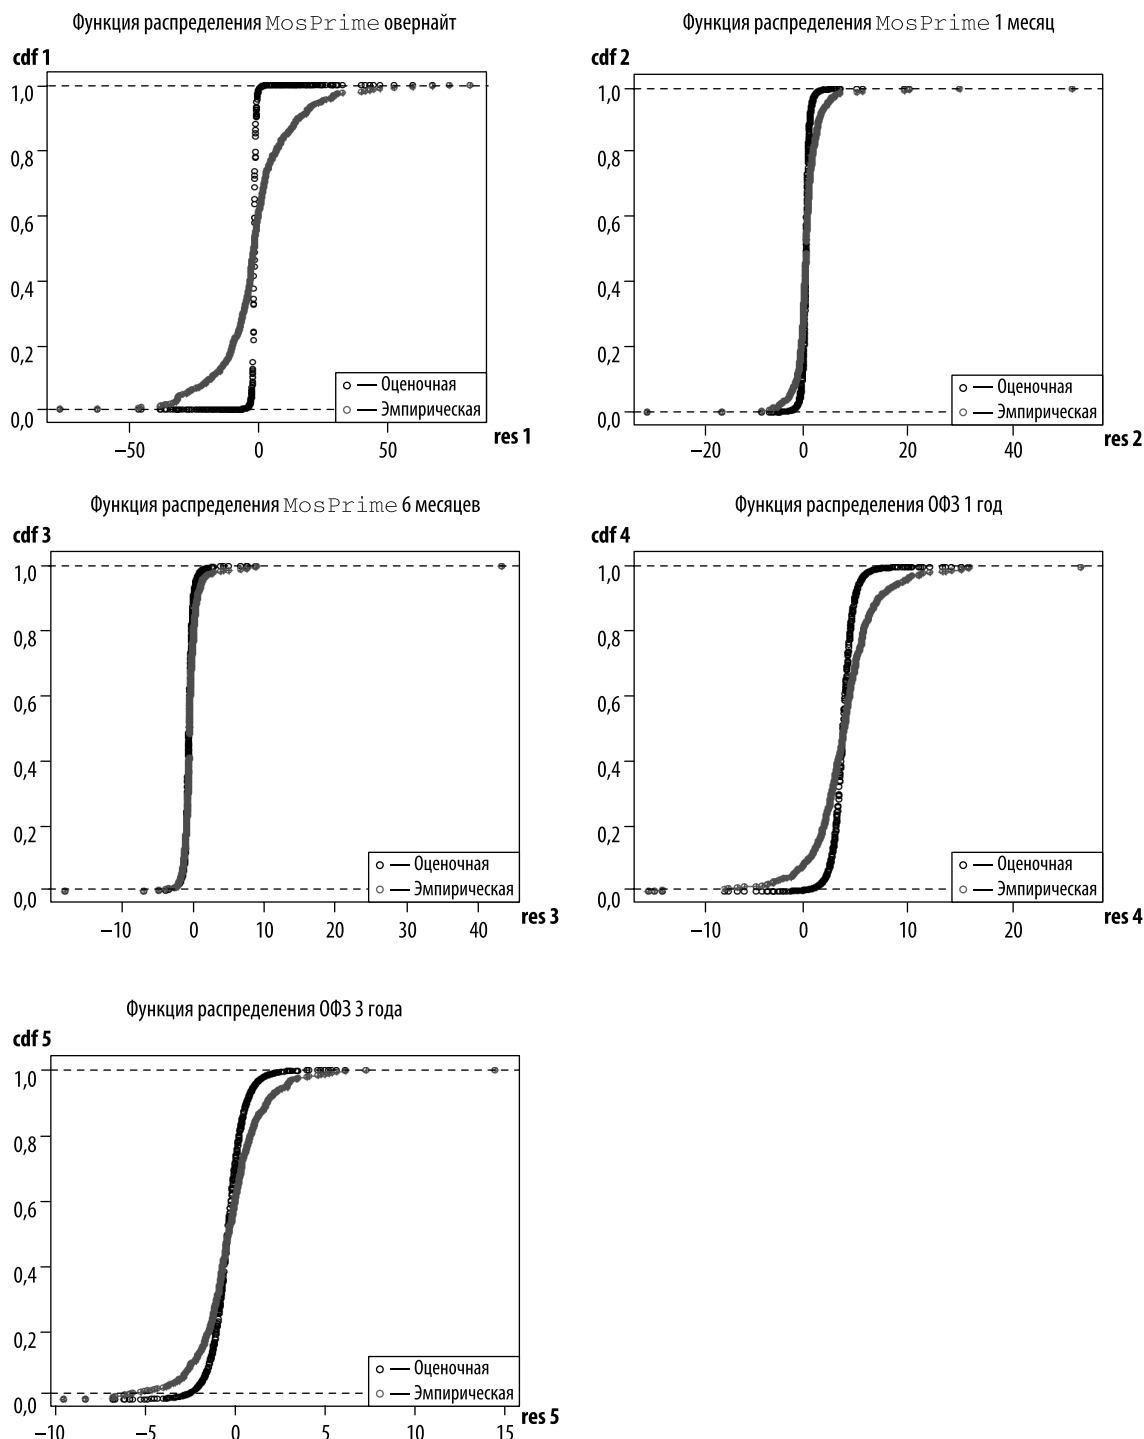 Функция распределения MosPrime овернайт
cdf 1
1,0
0,8
0,6
0,4
0,2
0,0
Оценочная
Эмпирическая
−50
0
50
res 1
Функция распределения MosPrime 1 месяц
cdf 2
1,0
0,8
0,6
0,4
0,2
0,0
Оценочная
Эмпирическая
−20
0
20
40
res 2
Функция распределения MosPrime 6 месяцев
cdf 3
1,0
0,8
0,6
0,4
0,2
0,0
Оценочная
Эмпирическая
−10
0
10
20
30
40
res 3
Функция распределения ОФЗ 1 год
cdf 4
1,0
0,8
0,6
0,4
0,2
0,0
Оценочная
Эмпирическая
−10
0
10
20
res 4
Функция распределения ОФЗ 3 года
cdf 5
1,0
0,8
0,6
0,4
0,2
0,0
Оценочная
Эмпирическая
−10
−5
0
5
10
15
res 5